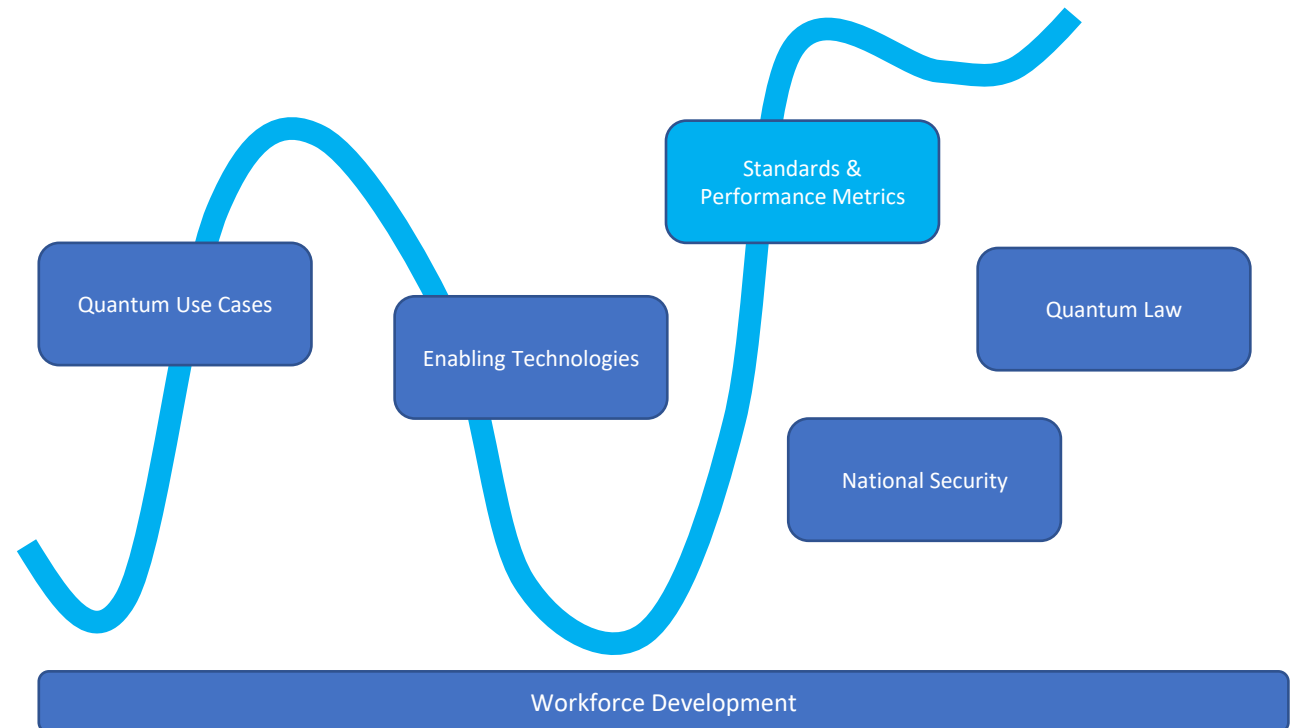 Standards &
Performance Metrics
Quantum Use Cases
Quantum Law
Enabling Technologies
National Security
Workforce Development